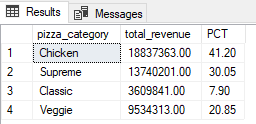 Results Messages
pizza_category total_revenue PCT
1 Chicken 18837363.00 41.20
2 Supreme 13740201.00 30.05
3 Classic 3609841.00 7.90
4 Veggie 9534313.00 20.85